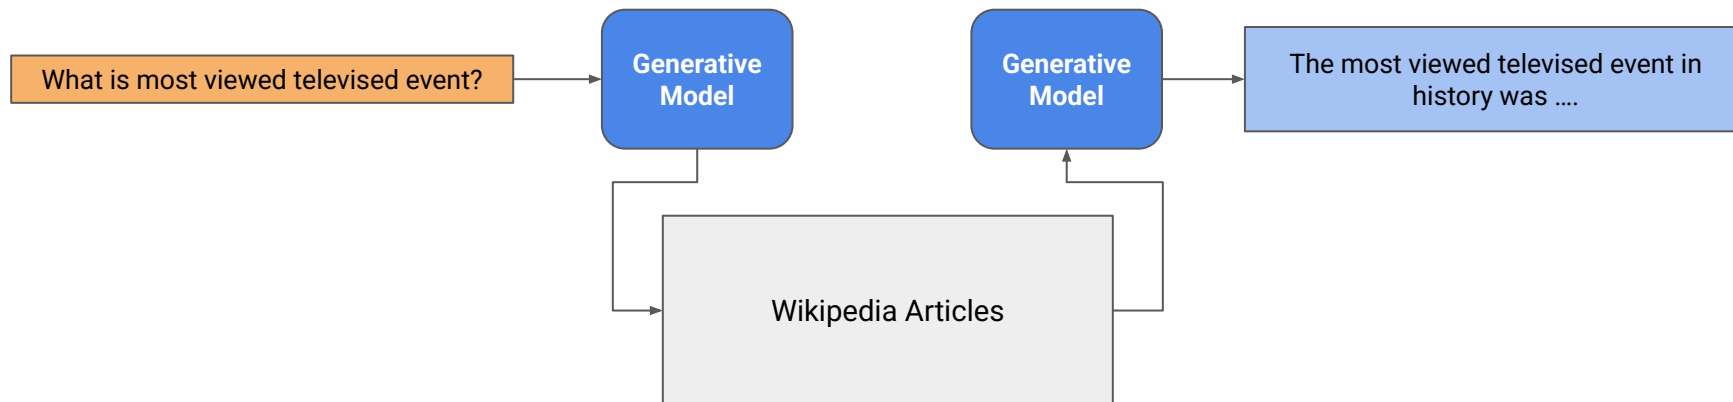 What is most viewed televised event?
Generative
Model
Generative
Model
The most viewed televised event in
history was ....
Wikipedia Articles